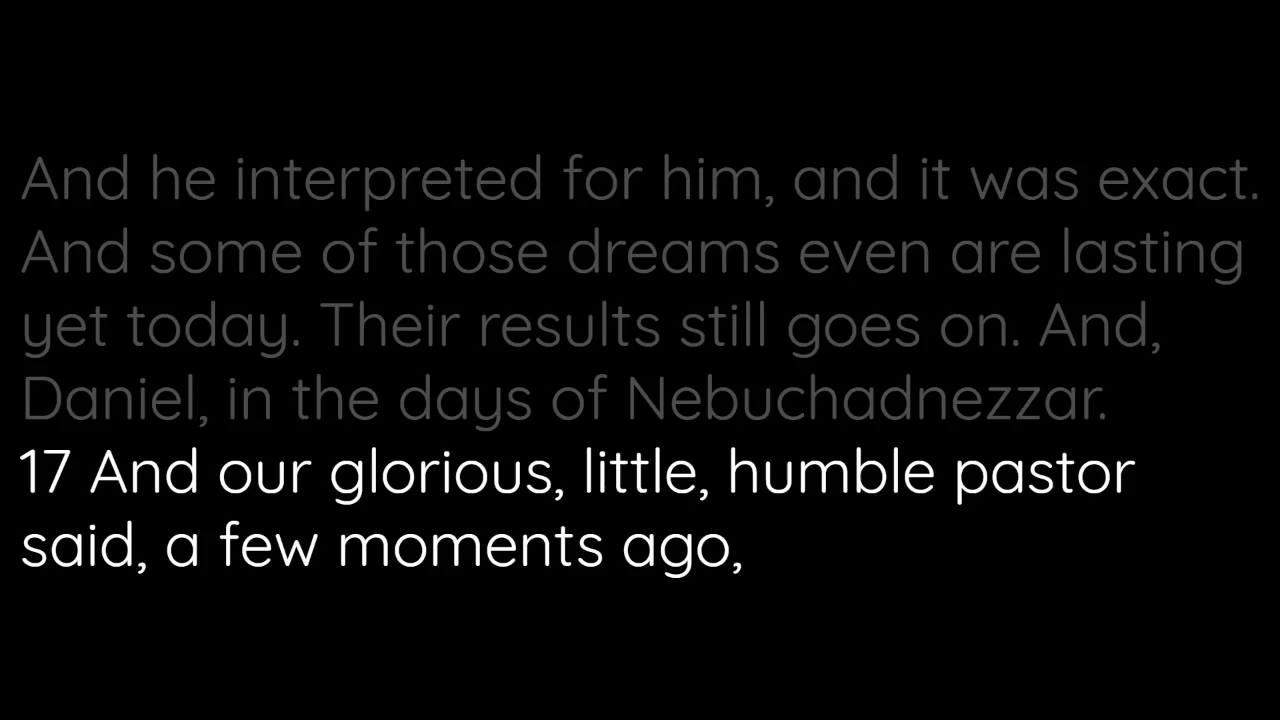 And he interpreted for him, and it was exact.
And some of those dreams even are lasting
yet today. Their results still goes on. And,
Daniel, in the days of Nebuchadnezzar.
17 And our glorious, little, humble pastor
said, a few moments ago,